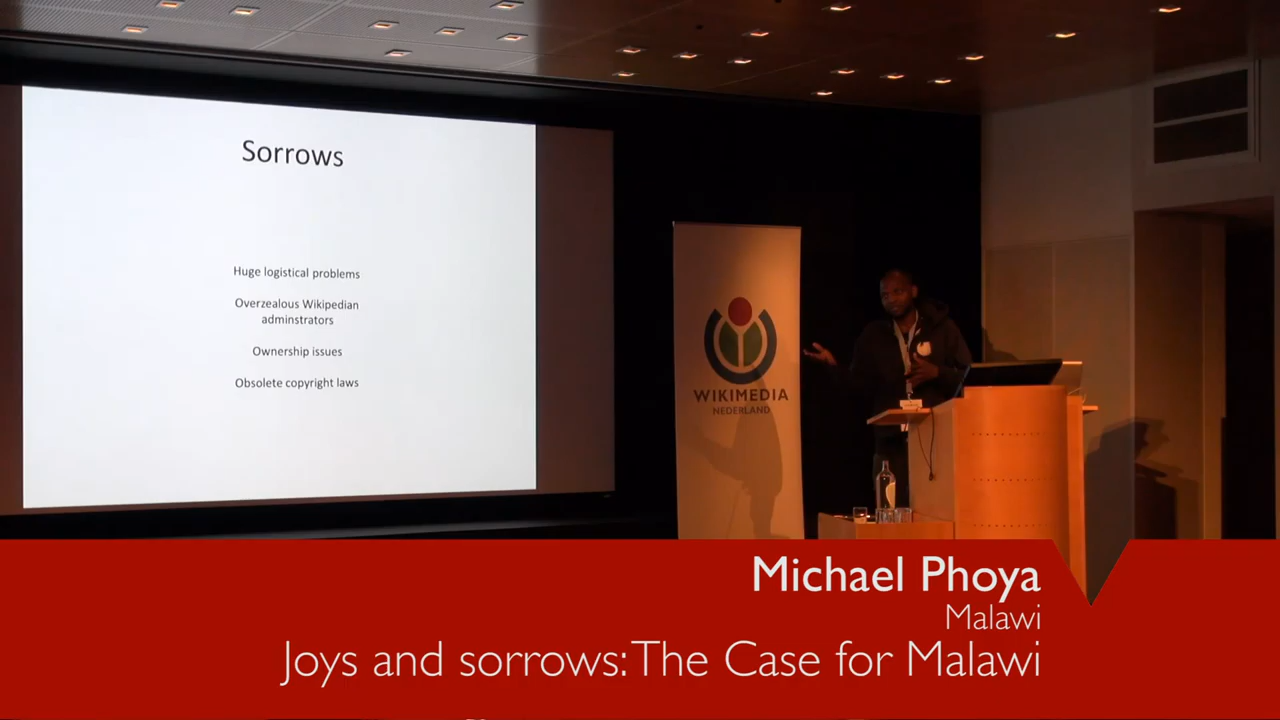 Sorrows
Huge logistical problems
Overzealous Wikipedian
adminstrators
Ownership issues
Obsolete copyright laws
WIKIMEDIA
NEDERLAND
Michael Phoya
Malawi
Joys and sorrows: The Case for Malawi